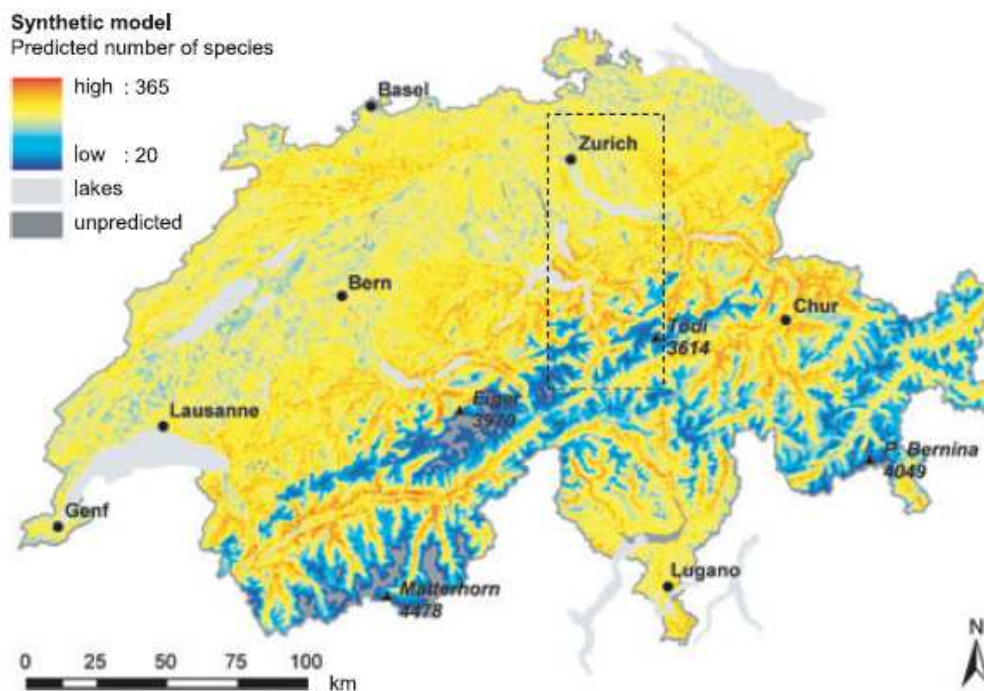 Synthetic model
Predicted number of species
high : 365
low : 20
lakes
unpredicted
Basel
Zurich
Bern
Chur
Tödi
3614
Eiger
3970
Lausanne
P. Bernina
4049
Genf
Lugano
Matterhorn
4478
N
0 25 50 75 100
km